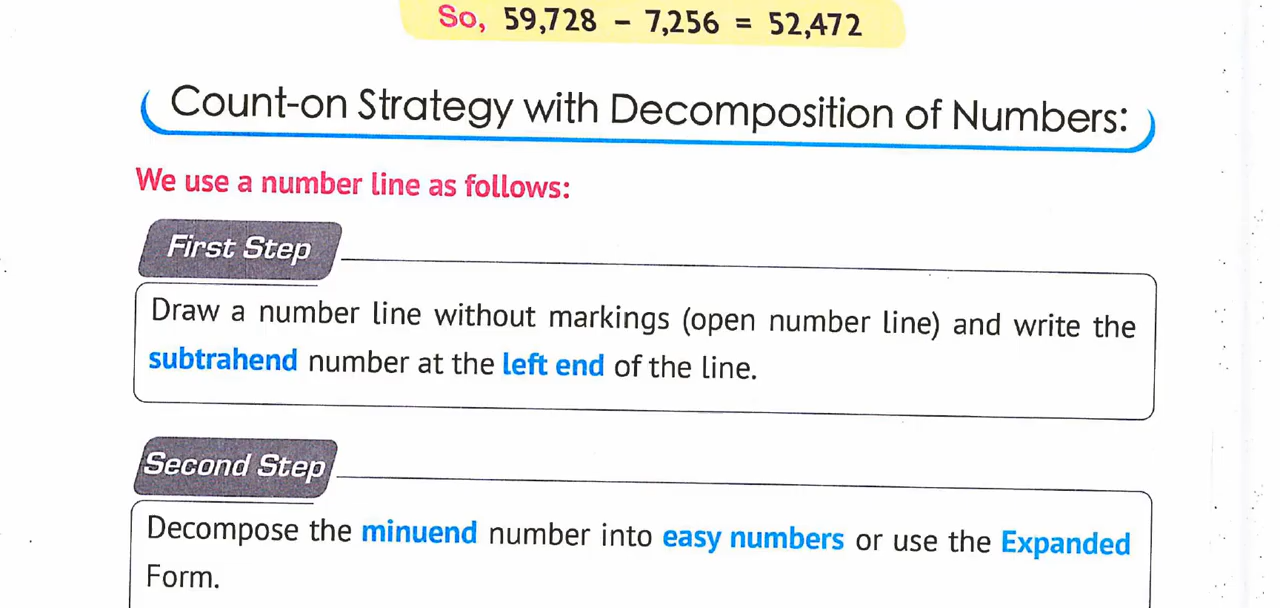 So, 59,728 - 7,256 = 52,472
Count-on Strategy with Decomposition of Numbers:
We use a number line as follows:
First Step
Draw a number line without markings (open number line) and write the
subtrahend number at the left end of the line.
Second Step
Decompose the minuend number into easy numbers or use the Expanded
Form.